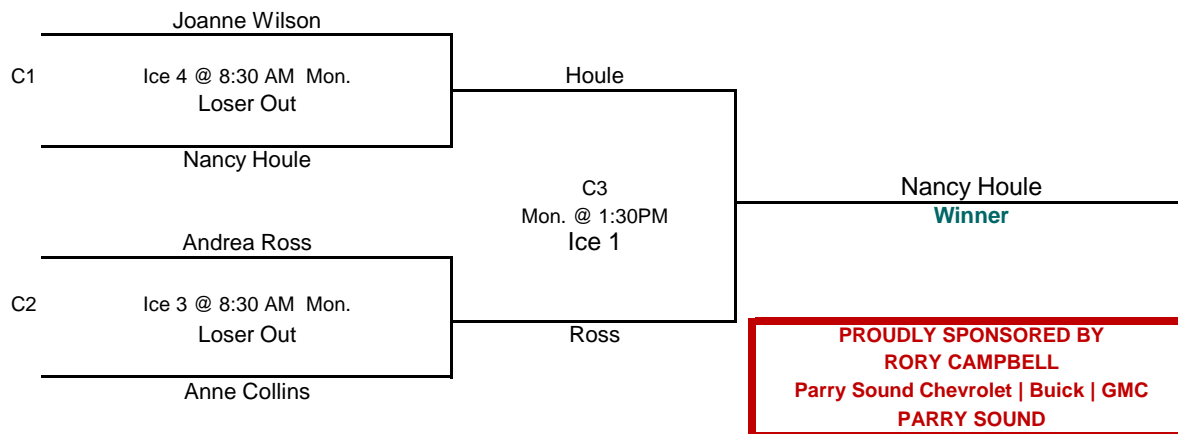 Joanne Wilson
C1
Ice 4 @ 8:30 AM Mon.
Loser Out
Nancy Houle
Houle
C3
Mon. @ 1:30PM
Ice 1
Nancy Houle
Winner
Andrea Ross
C2
Ice 3 @ 8:30 AM Mon.
Loser Out
Anne Collins
Ross
PROUDLY SPONSORED BY
RORY CAMPBELL
Parry Sound Chevrolet | Buick | GMC
PARRY SOUND